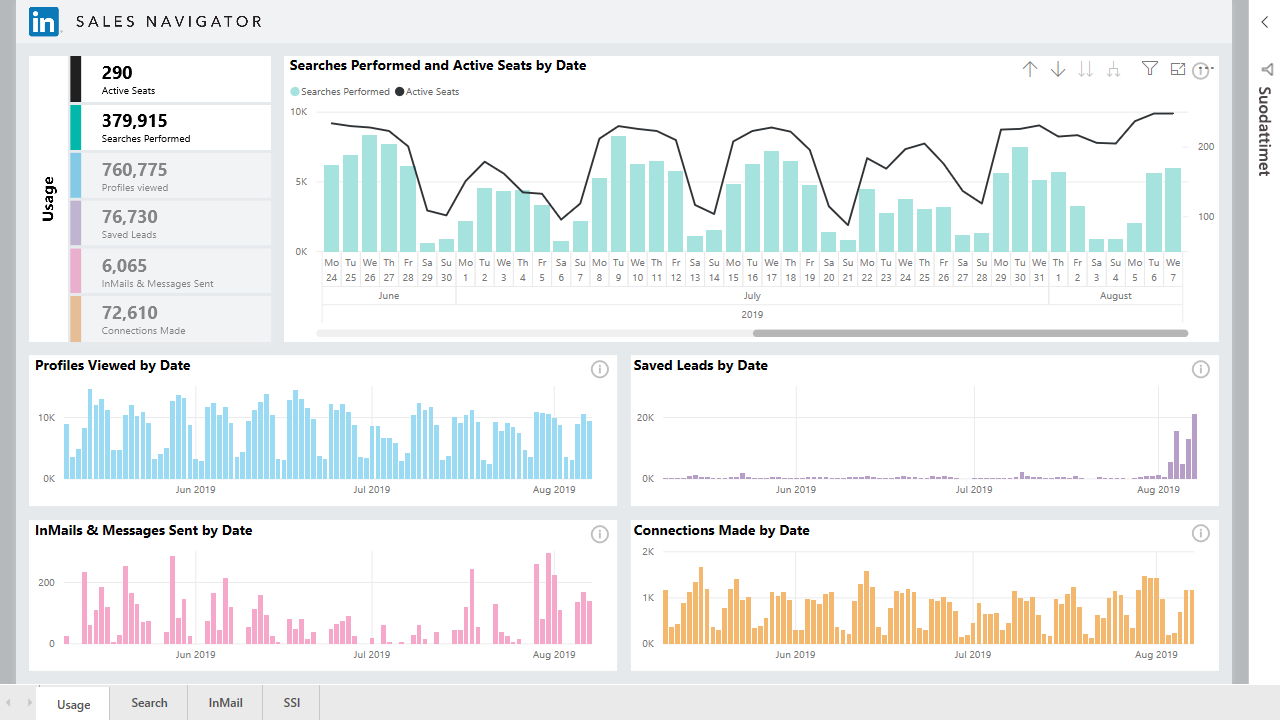 in SALES NAVIGATOR
290
Active Seats
379,915
Searches Performed
760,775
Profiles viewed
76,730
Saved Leads
6,065
InMails & Messages Sent
72,610
Connections Made
Usage
Searches Performed and Active Seats by Date
Searches Performed Active Seats
10K
5K
0K
200
100
Mo Tu We Th Fr Sa Su Mo Tu We Th Fr Sa Su Mo Tu We Th Fr Sa Su Mo Tu We Th Fr Sa Su Mo Tu We Th Fr Sa Su Mo Tu We Th Fr Sa Su Mo Tu We
24 25 26 27 28 29 30 1 2 3 4 5 6 7 8 9 10 11 12 13 14 15 16 17 18 19 20 21 22 23 24 25 26 27 28 29 30 31 1 2 3 4 5 6 7
June July August
2019
Suodattimet
Profiles Viewed by Date
10K
0K
Jun 2019 Jul 2019 Aug 2019
Saved Leads by Date
20K
0K
Jun 2019 Jul 2019 Aug 2019
InMails & Messages Sent by Date
200
0
Jun 2019 Jul 2019 Aug 2019
Connections Made by Date
2K
1K
0K
Jun 2019 Jul 2019 Aug 2019
Usage Search InMail SSI